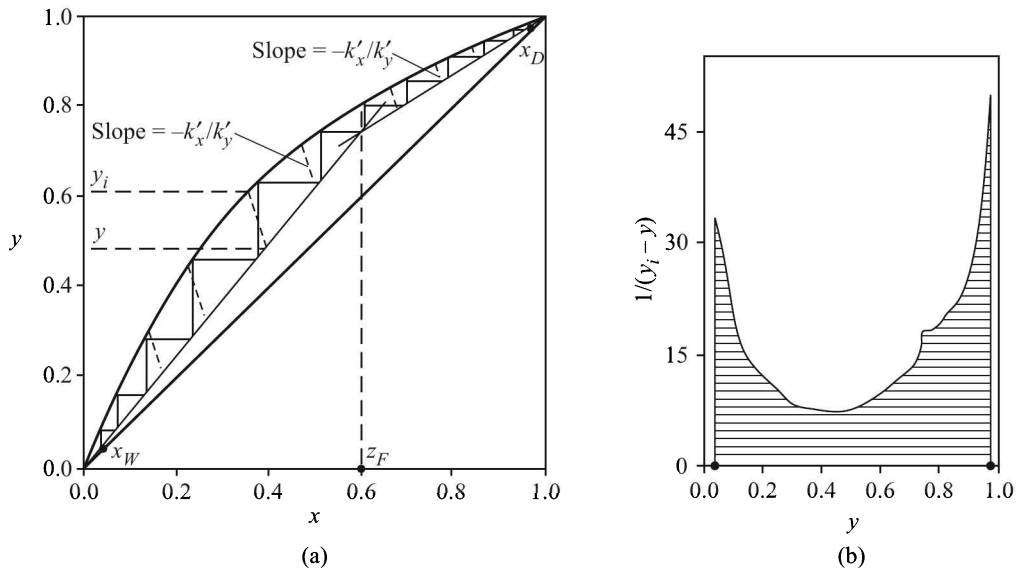 1.0
Slope = –k′x/k′y
xD
0.8
Slope = –k′x/k′y
yi
0.6
y
y
0.4
0.2
xW
zF
0.0
0.0 0.2 0.4 0.6 0.8 1.0
x
(a)
45
1/(yi – y)
30
15
0
0.0 0.2 0.4 0.6 0.8 1.0
y
(b)